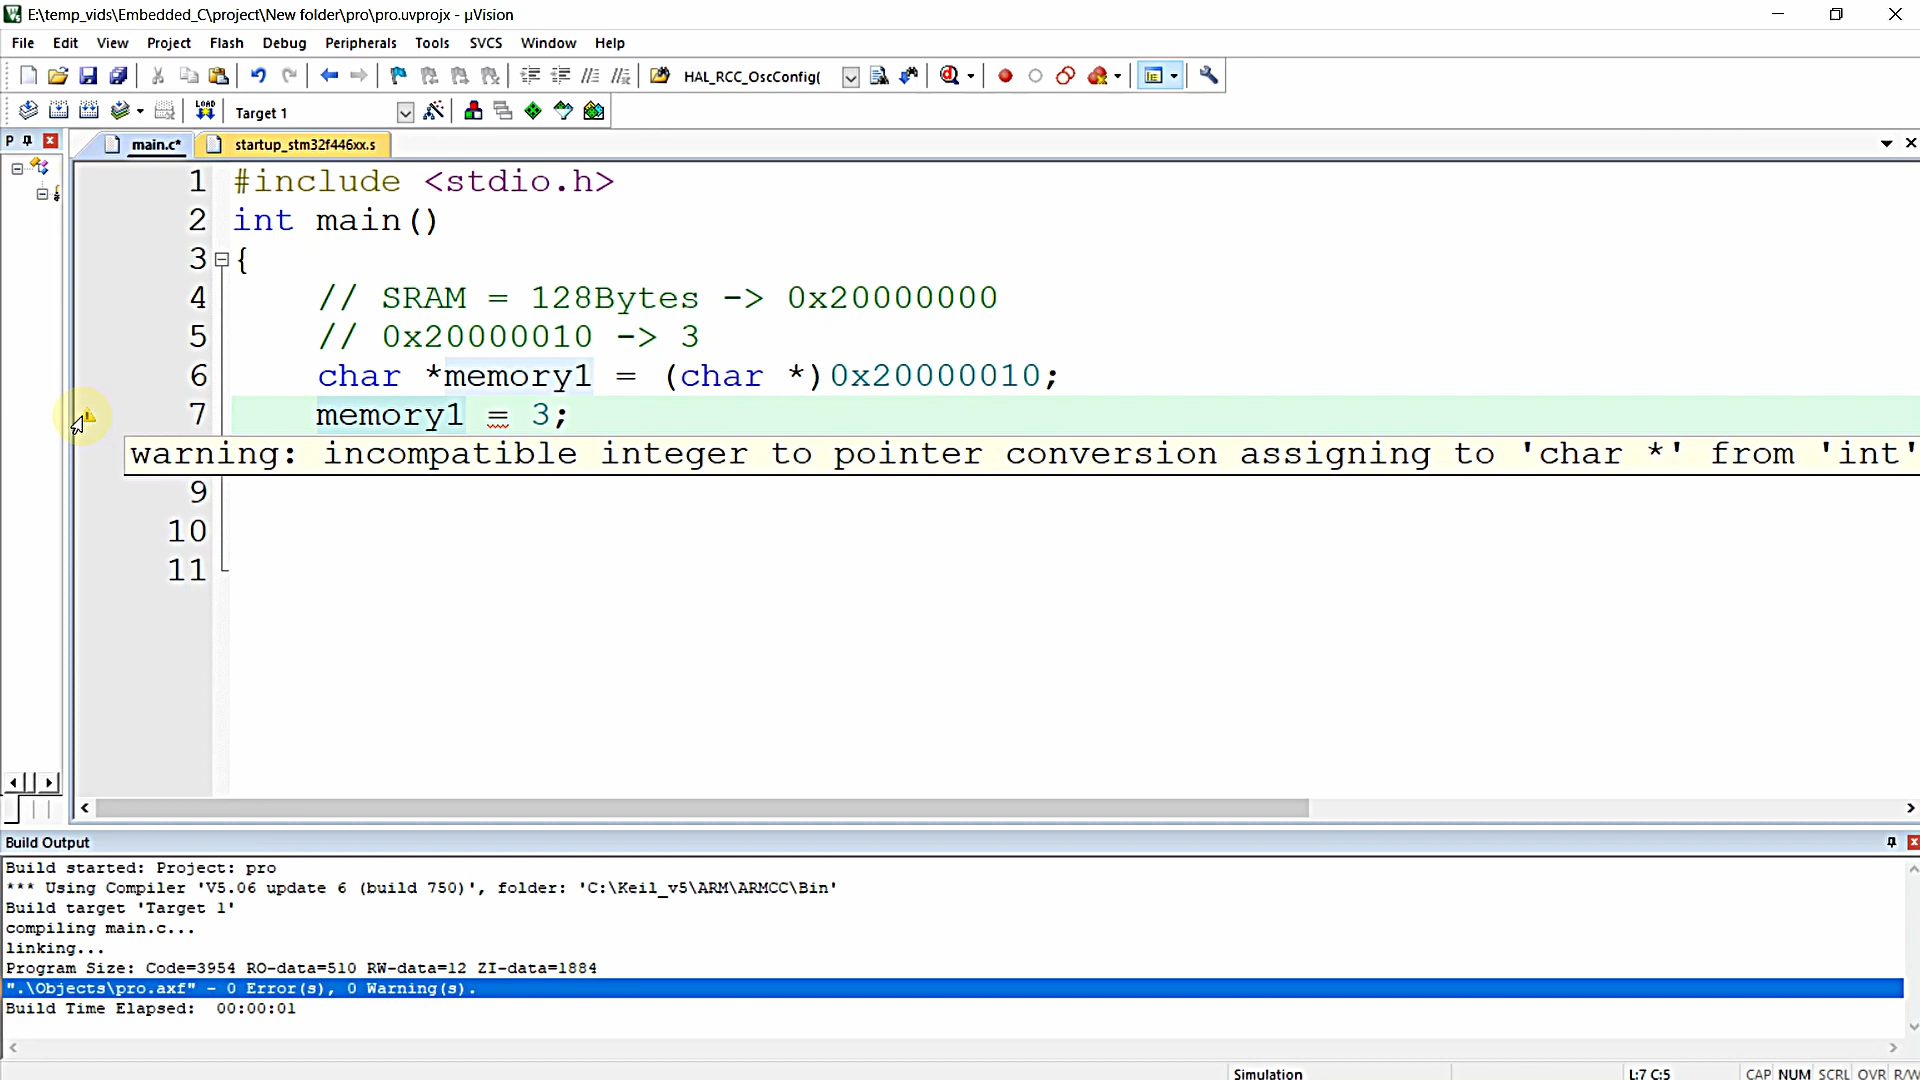 E:\temp_vids\Embedded_C\project\New folder\pro\pro.uvprojx - µVision
File Edit View Project Flash Debug Peripherals Tools SVCS Window Help
HAL_RCC_OscConfig(
LOAD Target 1
P main.c* startup_stm32f446xx.s
1 #include <stdio.h>
2 int main()
3 {
4 // SRAM = 128Bytes -> 0x20000000
5 // 0x20000010 -> 3
6 char *memory1 = (char *)0x20000010;
7 memory1 = 3;
warning: incompatible integer to pointer conversion assigning to 'char *' from 'int'
9
10
11
Build Output
Build started: Project: pro
*** Using Compiler 'V5.06 update 6 (build 750)', folder: 'C:\Keil_v5\ARM\ARMCC\Bin'
Build target 'Target 1'
compiling main.c...
linking...
Program Size: Code=3954 RO-data=510 RW-data=12 ZI-data=1884
".\Objects\pro.axf" - 0 Error(s), 0 Warning(s).
Build Time Elapsed: 00:00:01
Simulation L:7 C:5 CAP NUM SCRL OVR R/W